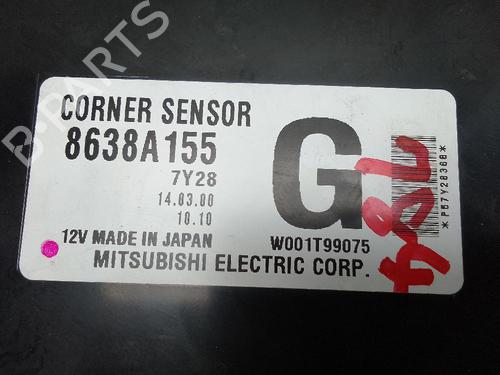 CORNER SENSOR
8638A155
7Y28
14.03.00
10.10
12V MADE IN JAPAN
MITSUBISHI ELECTRIC CORP.
G
W001T99075
*P57Y28368*
B-PARTS